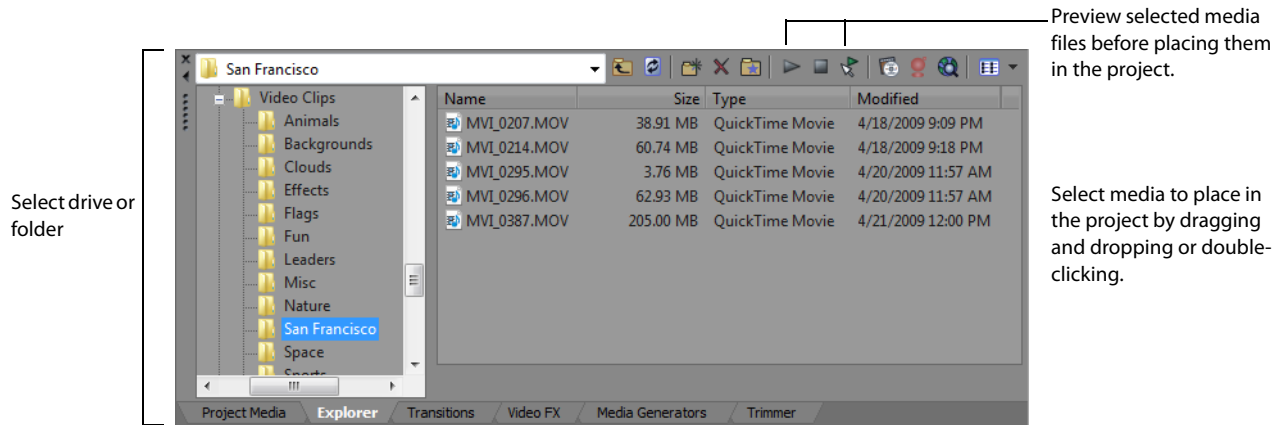 Preview selected media
files before placing them
in the project.
San Francisco
Video Clips
Animals
Backgrounds
Clouds
Effects
Flags
Fun
Leaders
Misc
Nature
San Francisco
Space
Sports
Name Size Type Modified
MVI_0207.MOV 38.91 MB QuickTime Movie 4/18/2009 9:09 PM
MVI_0214.MOV 60.74 MB QuickTime Movie 4/18/2009 9:18 PM
MVI_0295.MOV 3.76 MB QuickTime Movie 4/20/2009 11:57 AM
MVI_0296.MOV 62.93 MB QuickTime Movie 4/20/2009 11:57 AM
MVI_0387.MOV 205.00 MB QuickTime Movie 4/21/2009 12:00 PM
Select drive or
folder
Select media to place in
the project by dragging
and dropping or double-
clicking.
Project Media Explorer Transitions Video FX Media Generators Trimmer